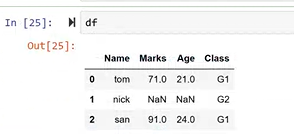 In [25]: df
Out[25]:
Name Marks Age Class
0 tom 71.0 21.0 G1
1 nick NaN NaN G2
2 san 91.0 24.0 G1